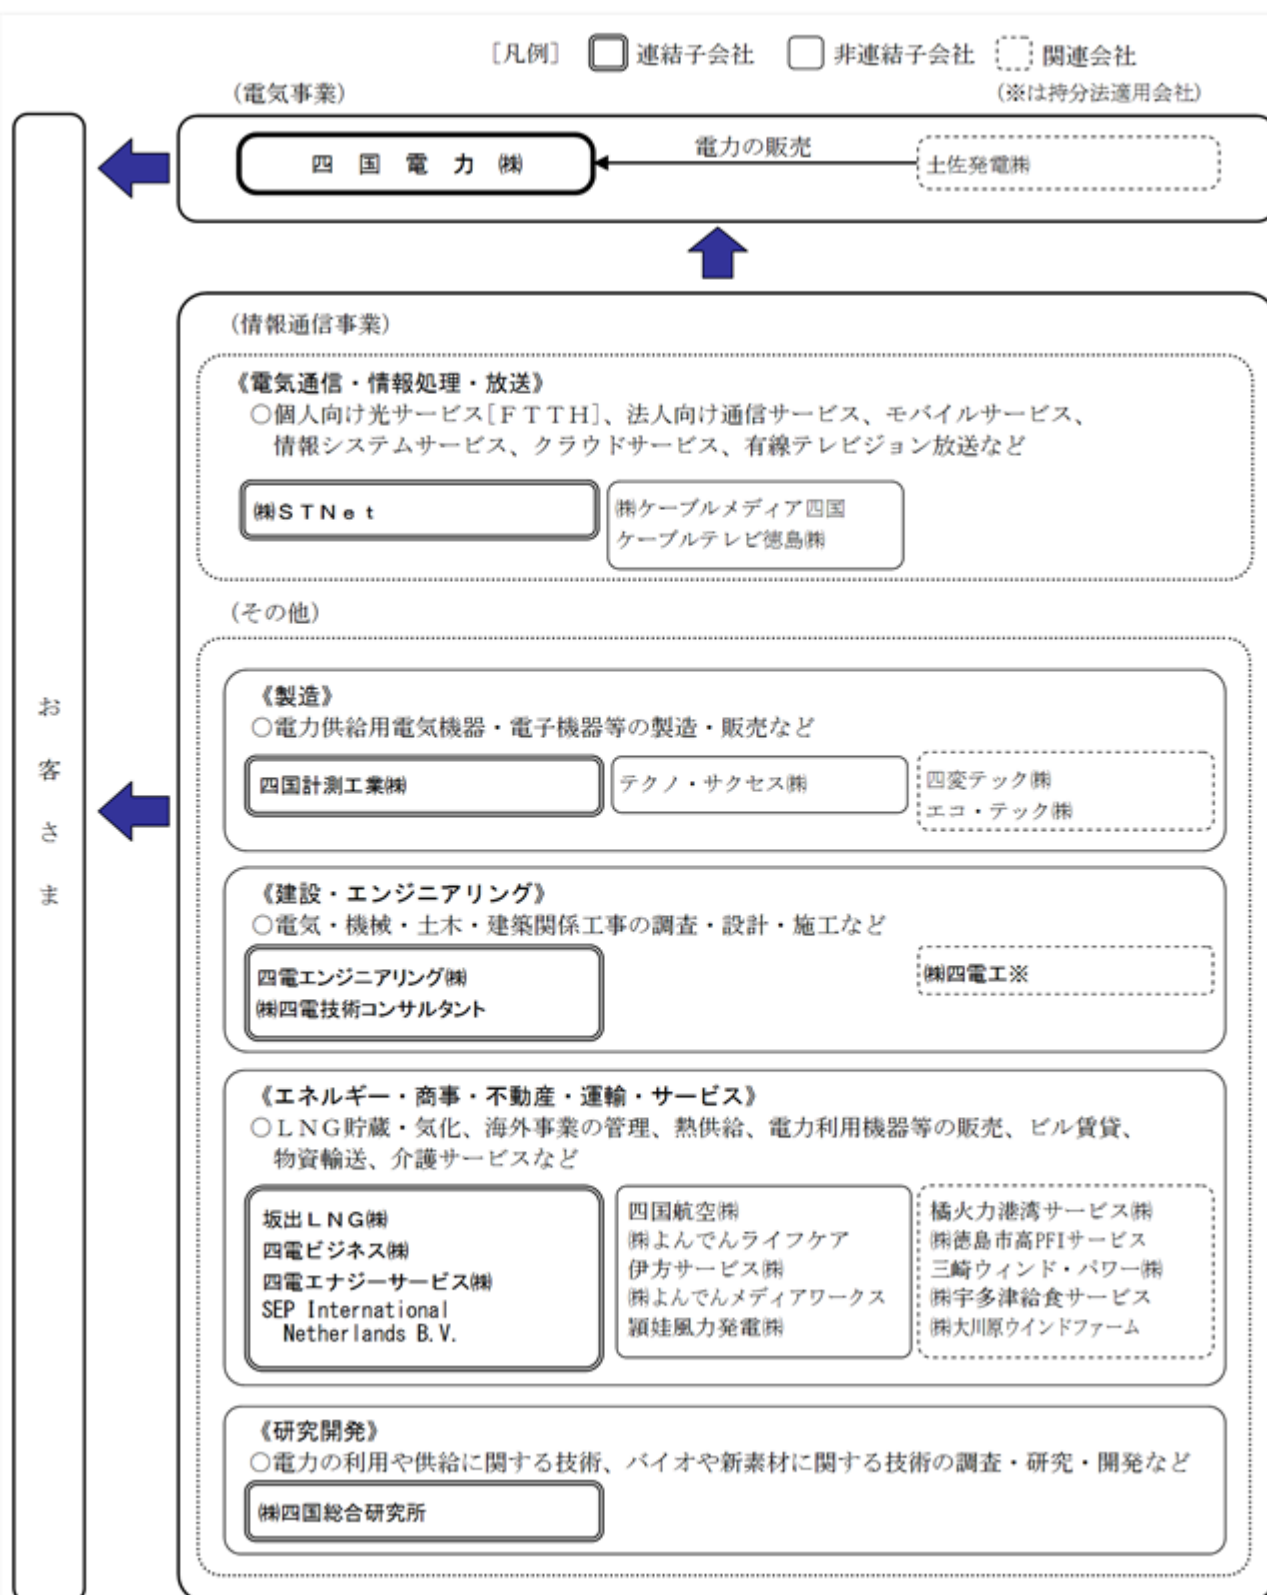 ［凡例］ 連結子会社 非連結子会社 関連会社
（※は持分法適用会社）
（電気事業）
四国電力㈱
電力の販売
土佐発電㈱
（情報通信事業）
《電気通信・情報処理・放送》
○個人向け光サービス［ＦＴＴＨ］、法人向け通信サービス、モバイルサービス、
情報システムサービス、クラウドサービス、有線テレビジョン放送など
㈱ＳＴＮｅｔ
㈱ケーブルメディア四国
ケーブルテレビ徳島㈱
（その他）
《製造》
○電力供給用電気機器・電子機器等の製造・販売など
四国計測工業㈱
テクノ・サクセス㈱
四変テック㈱
エコ・テック㈱
《建設・エンジニアリング》
○電気・機械・土木・建築関係工事の調査・設計・施工など
四電エンジニアリング㈱
㈱四電技術コンサルタント
㈱四電工※
《エネルギー・商事・不動産・運輸・サービス》
○ＬＮＧ貯蔵・気化、海外事業の管理、熱供給、電力利用機器等の販売、ビル賃貸、
物資輸送、介護サービスなど
坂出ＬＮＧ㈱
四電ビジネス㈱
四電エナジーサービス㈱
SEP International
Netherlands B.V.
四国航空㈱
㈱よんでんライフケア
伊方サービス㈱
㈱よんでんメディアワークス
頴娃風力発電㈱
橘火力港湾サービス㈱
㈱徳島市高PFIサービス
三崎ウィンド・パワー㈱
㈱宇多津給食サービス
㈱大川原ウインドファーム
《研究開発》
○電力の利用や供給に関する技術、バイオや新素材に関する技術の調査・研究・開発など
㈱四国総合研究所
お客さま